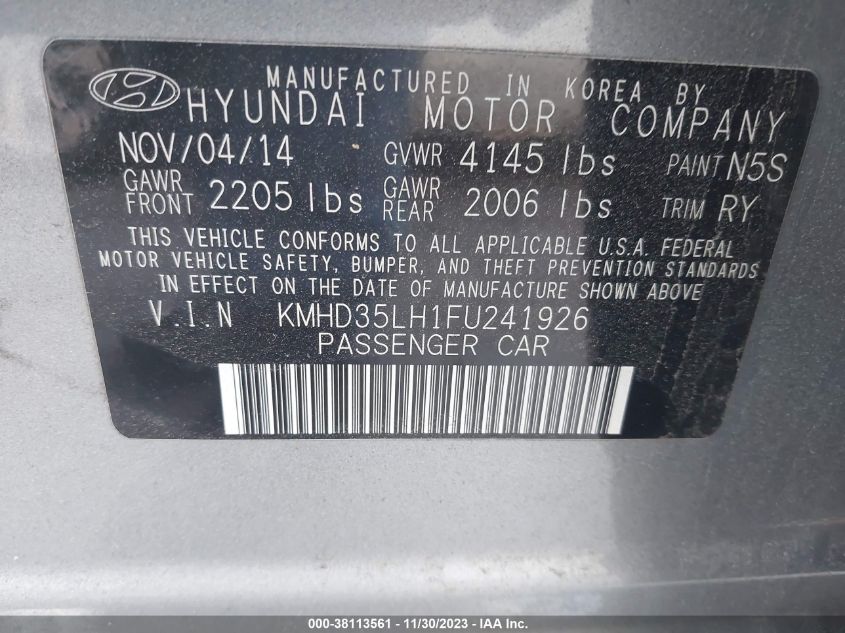 MANUFACTURED IN KOREA BY
HYUNDAI MOTOR COMPANY
NOV/04/14 GVWR 4145 lbs PAINT N5S
GAWR FRONT 2205 lbs GAWR REAR 2006 lbs TRIM RY
THIS VEHICLE CONFORMS TO ALL APPLICABLE U.S.A. FEDERAL
MOTOR VEHICLE SAFETY, BUMPER, AND THEFT PREVENTION STANDARDS
IN EFFECT ON THE DATE OF MANUFACTURE SHOWN ABOVE
V.I.N KMHD35LH1FU241926
PASSENGER CAR
000-38113561 - 11/30/2023 - IAA Inc.